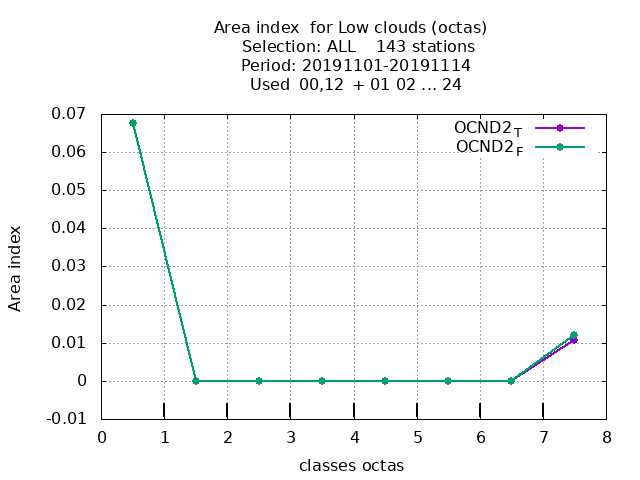 Area index  for Low clouds (octas)
Selection: ALL    143 stations
Period: 20191101-20191114
Used  00,12  + 01 02 ... 24
0.07
0.06
0.05
0.04
0.03
0.02
0.01
0
-0.01
OCND2_T
OCND2_F
Area index
0 1 2 3 4 5 6 7 8
classes octas